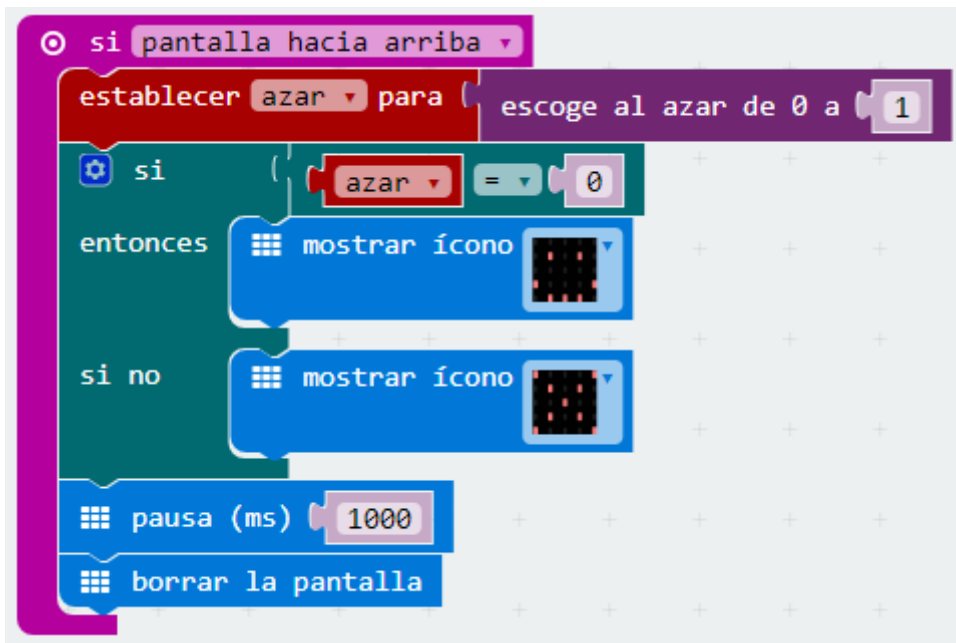 si pantalla hacia arriba
establecer azar para escoge al azar de 0 a 1
si azar = 0
entonces mostrar ícono
si no mostrar ícono
pausa (ms) 1000
borrar la pantalla